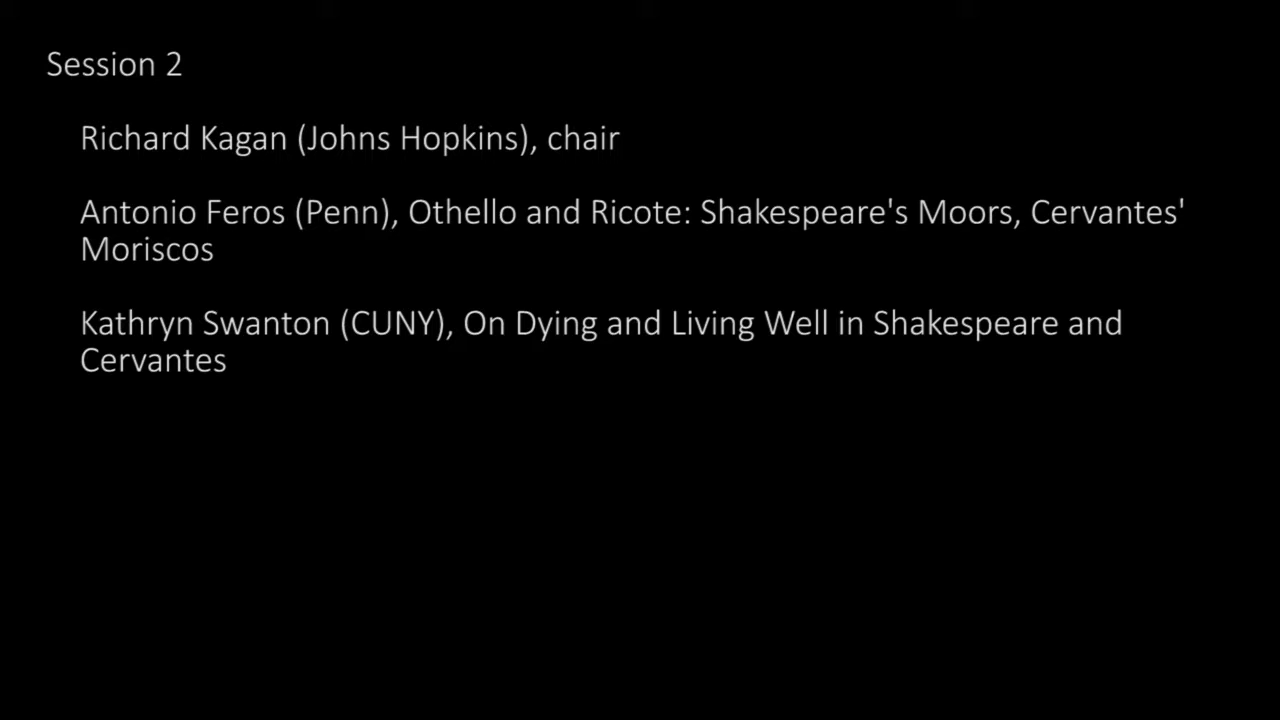 Session 2
Richard Kagan (Johns Hopkins), chair
Antonio Feros (Penn), Othello and Ricote: Shakespeare's Moors, Cervantes'
Moriscos
Kathryn Swanton (CUNY), On Dying and Living Well in Shakespeare and
Cervantes